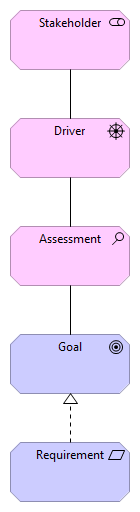 Stakeholder
Driver
Assessment
Goal
Requirement